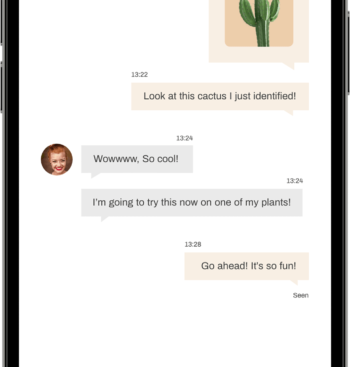 13:22
Look at this cactus I just identified!
13:24
Wowwww, So cool!
13:24
I'm going to try this now on one of my plants!
13:28
Go ahead! It's so fun!
Seen